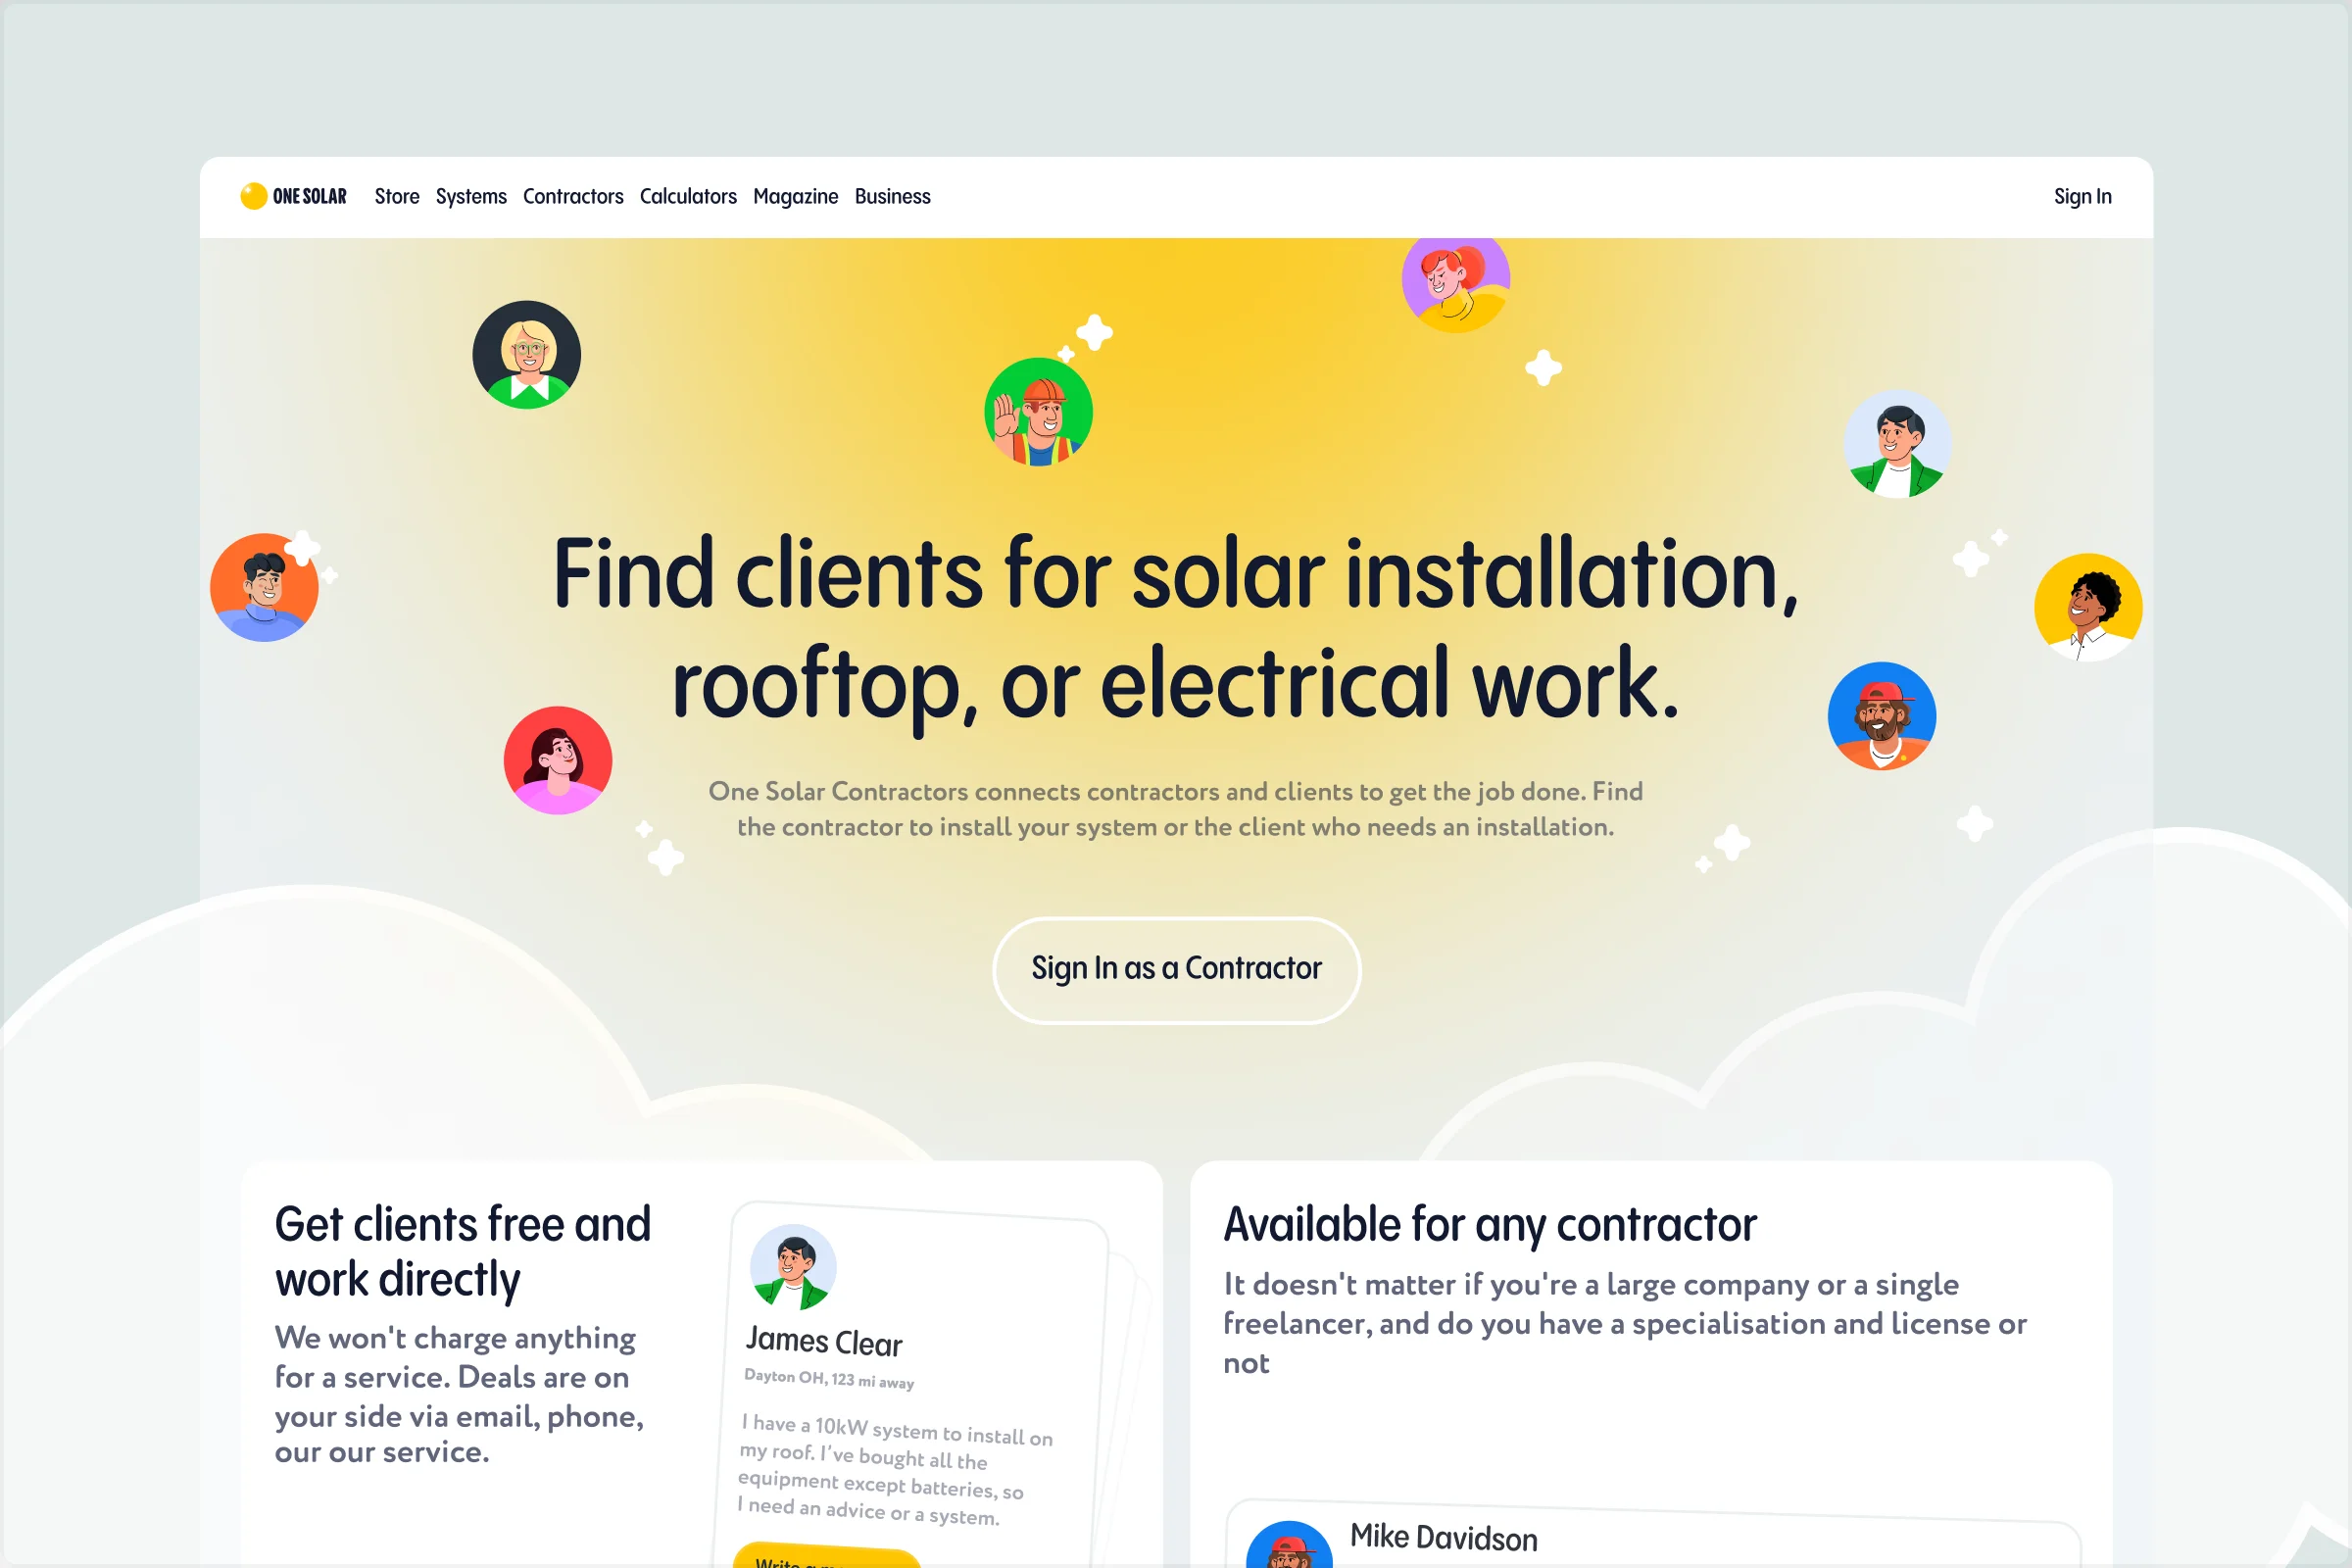 ONE SOLAR Store Systems Contractors Calculators Magazine Business Sign In
Find clients for solar installation,
rooftop, or electrical work.
One Solar Contractors connects contractors and clients to get the job done. Find
the contractor to install your system or the client who needs an installation.
Sign In as a Contractor
Get clients free and
work directly
We won't charge anything
for a service. Deals are on
your side via email, phone,
our our service.
James Clear
Dayton OH, 123 mi away
I have a 10kW system to install on
my roof. I've bought all the
equipment except batteries, so
I need an advice or a system.
Write a
Available for any contractor
It doesn't matter if you're a large company or a single
freelancer, and do you have a specialisation and license or
not
Mike Davidson